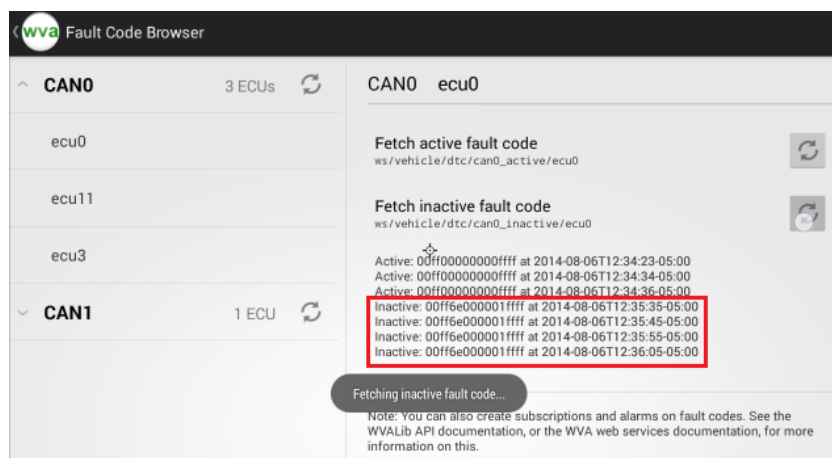 wva Fault Code Browser
CAN0 3 ECUs
ecu0
ecu11
ecu3
CAN1 1 ECU
CAN0 ecu0
Fetch active fault code
ws/vehicle/dtc/can0_active/ecu0
Fetch inactive fault code
ws/vehicle/dtc/can0_inactive/ecu0
Active: 00ff00000000ffff at 2014-08-06T12:34:23-05:00
Active: 00ff00000000ffff at 2014-08-06T12:34:34-05:00
Active: 00ff00000000ffff at 2014-08-06T12:34:36-05:00
Inactive: 00ff6e000001ffff at 2014-08-06T12:35:35-05:00
Inactive: 00ff6e000001ffff at 2014-08-06T12:35:45-05:00
Inactive: 00ff6e000001ffff at 2014-08-06T12:35:55-05:00
Inactive: 00ff6e000001ffff at 2014-08-06T12:36:05-05:00
Fetching inactive fault code...
Note: You can also create subscriptions and alarms on fault codes. See the
WVALib API documentation, or the WVA web services documentation, for more
information on this.